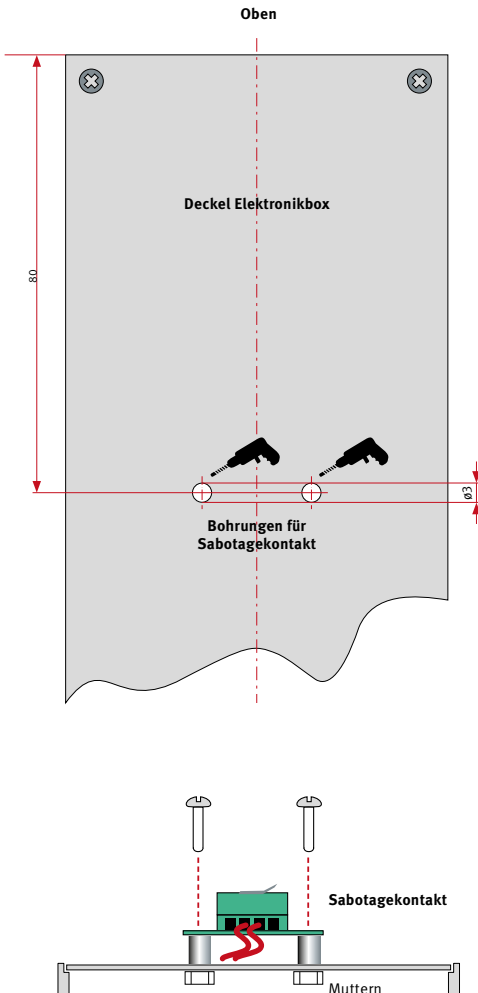 Oben
Deckel Elektronikbox
80
ø3
Bohrungen für
Sabotagekontakt
Sabotagekontakt
Muttern